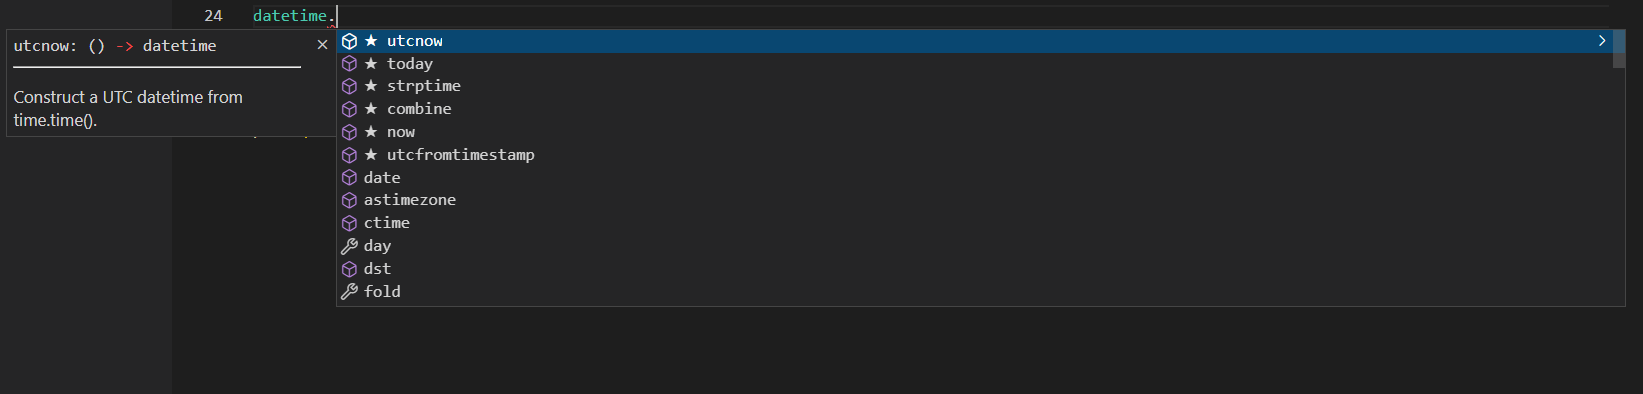 24 datetime.
utcnow: () -> datetime ×
Construct a UTC datetime from
time.time().
★ utcnow
★ today
★ strptime
★ combine
★ now
★ utcfromtimestamp
date
astimezone
ctime
day
dst
fold